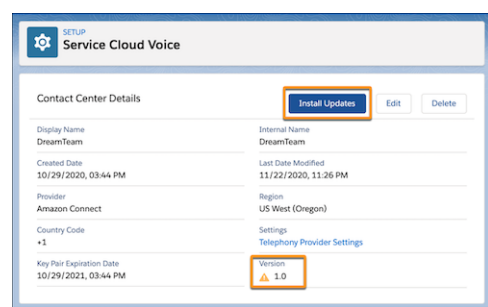 SETUP
Service Cloud Voice
Contact Center Details
Install Updates
Edit
Delete
Display Name
DreamTeam
Internal Name
DreamTeam
Created Date
10/29/2020, 03:44 PM
Last Date Modified
11/22/2020, 11:26 PM
Provider
Amazon Connect
Region
US West (Oregon)
Country Code
+1
Settings
Telephony Provider Settings
Key Pair Expiration Date
10/29/2021, 03:44 PM
Version
1.0